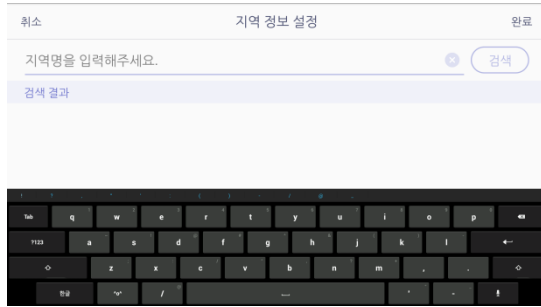 취소 지역 정보 설정 완료
지역명을 입력해주세요. 검색
검색 결과
Tab q w e r t y u i o p
?123 a s d f g h j k l
z x c v b n m , .
한글 /